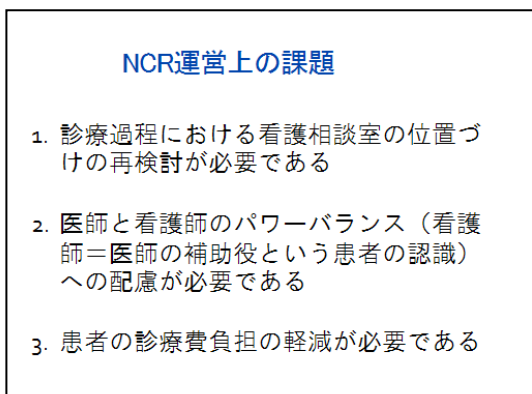 NCR運営上の課題
1. 診療過程における看護相談室の位置づ
けの再検討が必要である
2. 医師と看護師のパワーバランス（看護
師＝医師の補助役という患者の認識）
への配慮が必要である
3. 患者の診療費負担の軽減が必要である